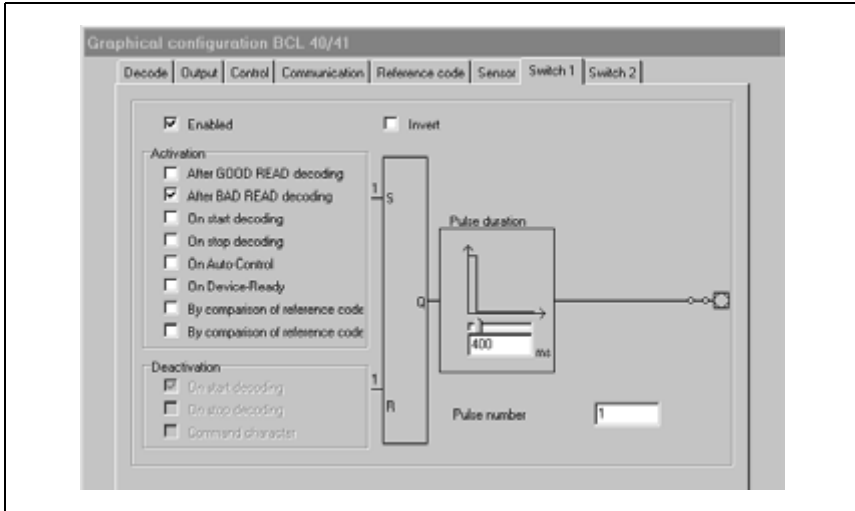 Graphical configuration BCL 40/41
Decode Output Control Communication Reference code Sensor Switch 1 Switch 2
Enabled Invert
Activation
After GOOD READ decoding
After BAD READ decoding
On start decoding
On stop decoding
On Auto-Control
On Device-Ready
By comparison of reference code
By comparison of reference code
1 S
Pulse duration
Q
400 ms
Deactivation
On start decoding
On stop decoding
Command character
1 R
Pulse number 1